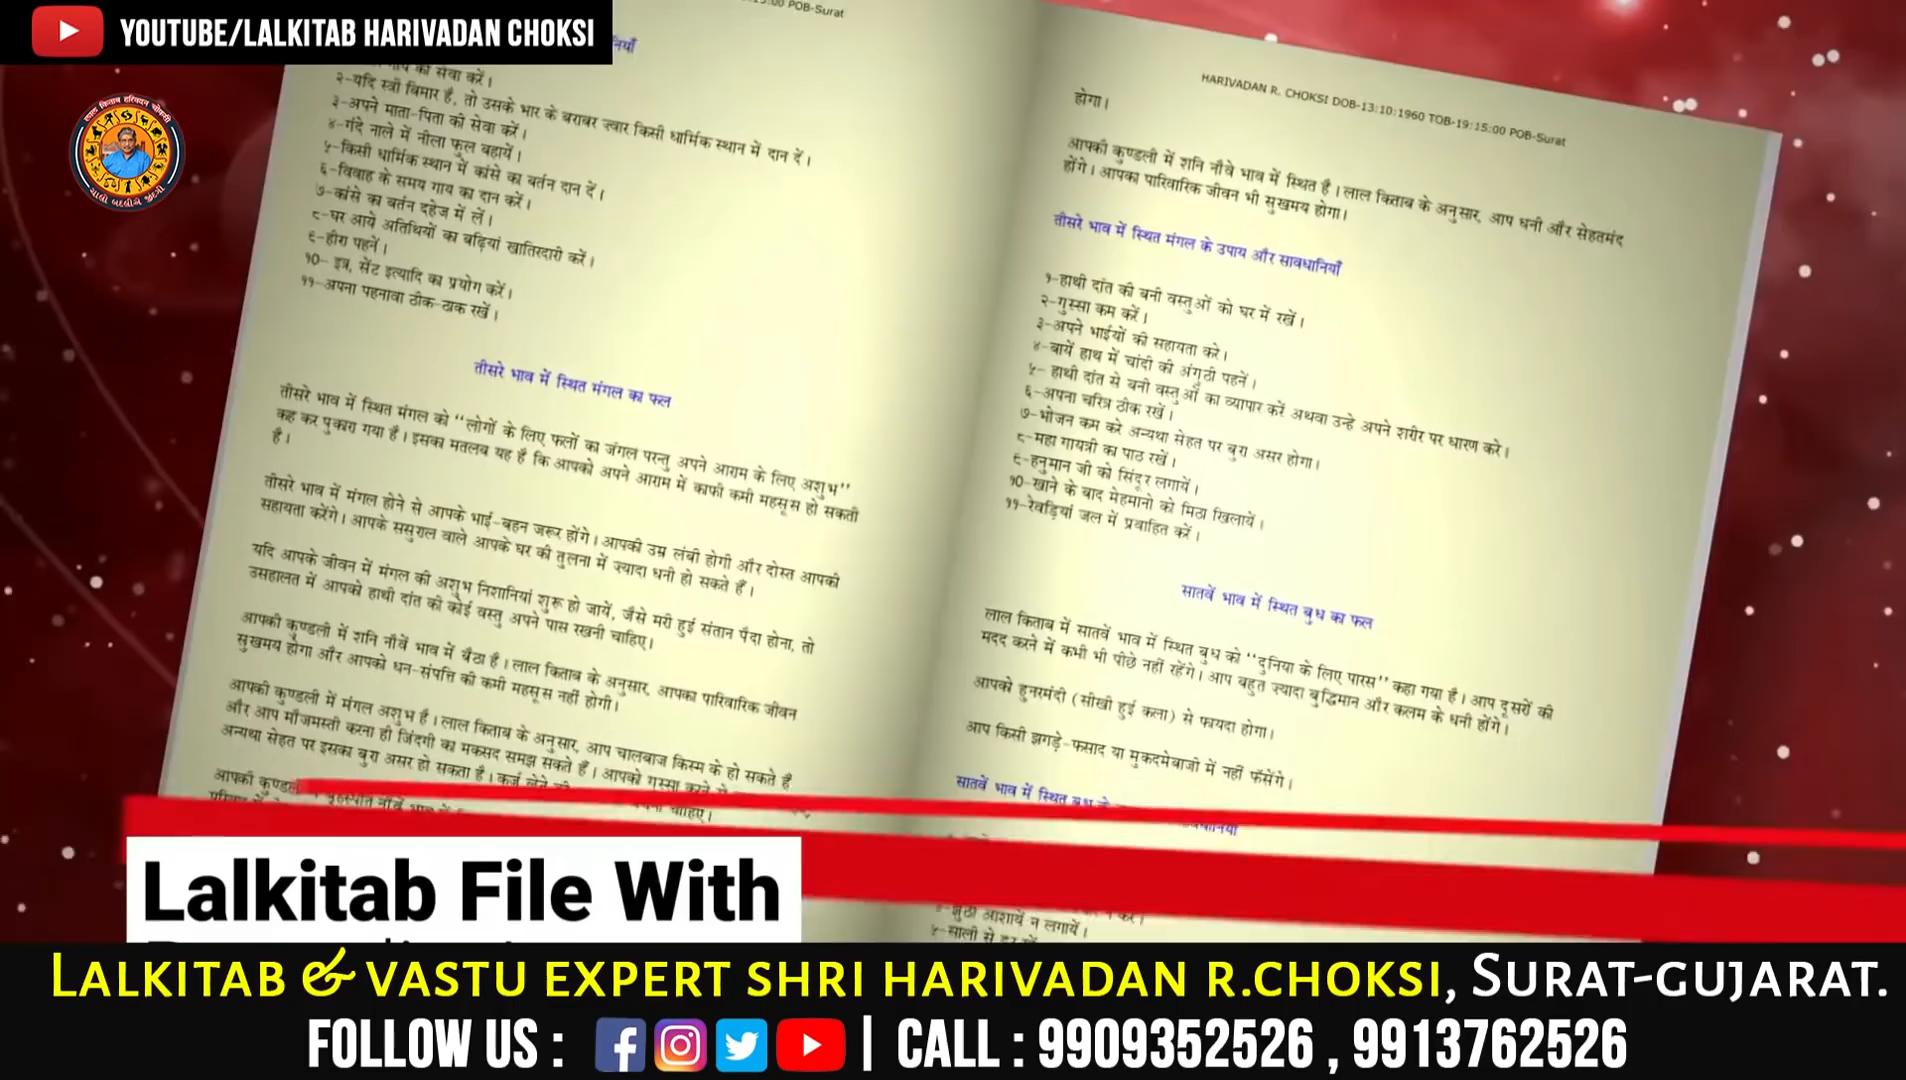 YOUTUBE/LALKITAB HARIVADAN CHOKSI
POB-Surat
२-यदि स्त्री बिमार है, तो उसके भार के बराबर ज्वार किसी धार्मिक स्थान में दान दें।
३-अपने माता-पिता की सेवा करें।
४-गंदे नाले में नीला फुल बहायें।
५-किसी धार्मिक स्थान में कांसे का बर्तन दान दें।
६-विवाह के समय गाय का दान करें।
७-कांसे का बर्तन दहेज में लें।
८-घर आये अतिथियों का बढ़ियां खातिरदारी करें।
९-हीरा पहनें।
१०- इत्र, सेंट इत्यादि का प्रयोग करें।
११-अपना पहनावा ठीक-ठाक रखें।
तीसरे भाव में स्थित मंगल का फल
तीसरे भाव में स्थित मंगल को “लोगों के लिए फलों का जंगल परन्तु अपने आराम के लिए अशुभ”
कह कर पुकारा गया है। इसका मतलब यह है कि आपको अपने आराम में काफी कमी महसूस हो सकती
है।
तीसरे भाव में मंगल होने से आपके भाई-बहन जरूर होंगे। आपकी उम्र लंबी होगी और दोस्त आपकी
सहायता करेंगे। आपके ससुराल वाले आपके घर की तुलना में ज्यादा धनी हो सकते हैं।
यदि आपके जीवन में मंगल की अशुभ निशानियां शुरू हो जायें, जैसे मरी हुई संतान पैदा होना, तो
उसहालत में आपको हाथी दांत की कोई वस्तु अपने पास रखनी चाहिए।
आपकी कुण्डली में शनि नौवें भाव में बैठा है। लाल किताब के अनुसार, आपका पारिवारिक जीवन
सुखमय होगा और आपको धन-संपत्ति की कमी महसूस नहीं होगी।
आपकी कुण्डली में मंगल अशुभ है। लाल किताब के अनुसार, आप चालबाज किस्म के हो सकते हैं
और आप मौजमस्ती करना ही जिंदगी का मकसद समझ सकते हैं। आपको गुस्सा करने से
अन्यथा सेहत पर इसका बुरा असर हो सकता है। कर्ज लेने चाहिए।
आपकी कुण्डली
HARIVADAN R. CHOKSI DOB-13:10:1960 TOB-19:15:00 POB-Surat
होगा।
आपकी कुण्डली में शनि नौवे भाव में स्थित है। लाल किताब के अनुसार, आप धनी और सेहतमंद
होंगे। आपका पारिवारिक जीवन भी सुखमय होगा।
तीसरे भाव में स्थित मंगल के उपाय और सावधानियाँ
१-हाथी दांत की बनी वस्तुओं को घर में रखें।
२-गुस्सा कम करें।
३-अपने भाईयों की सहायता करे।
४-बायें हाथ में चांदी की अंगुठी पहनें।
५- हाथी दांत से बनी वस्तुओं का व्यापार करें अथवा उन्हे अपने शरीर पर धारण करे।
६-अपना चरित्र ठीक रखें।
७-भोजन कम करे अन्यथा सेहत पर बुरा असर होगा।
८-महा गायत्री का पाठ रखें।
९-हनुमान जी को सिंदूर लगायें।
१०-खाने के बाद मेहमानो को मिठा खिलायें।
११-रेवड़ियां जल में प्रवाहित करें।
सातवें भाव में स्थित बुध का फल
लाल किताब में सातवें भाव में स्थित बुध को “दुनिया के लिए पारस” कहा गया है। आप दूसरों की
मदद करने में कभी भी पीछे नहीं रहेंगे। आप बहुत ज्यादा बुद्धिमान और कलम के धनी होंगे।
आपको हुनरमंदी (सीखी हुई कला) से फायदा होगा।
आप किसी झगड़े-फसाद या मुकदमेबाजी में नहीं फँसेंगे।
सातवें भाव में स्थित बुध
४-झुठी आशायें न लगायें।
Lalkitab File With
LALKITAB & VASTU EXPERT SHRI HARIVADAN R.CHOKSI, SURAT-GUJARAT.
FOLLOW US : | CALL : 9909352526 , 9913762526